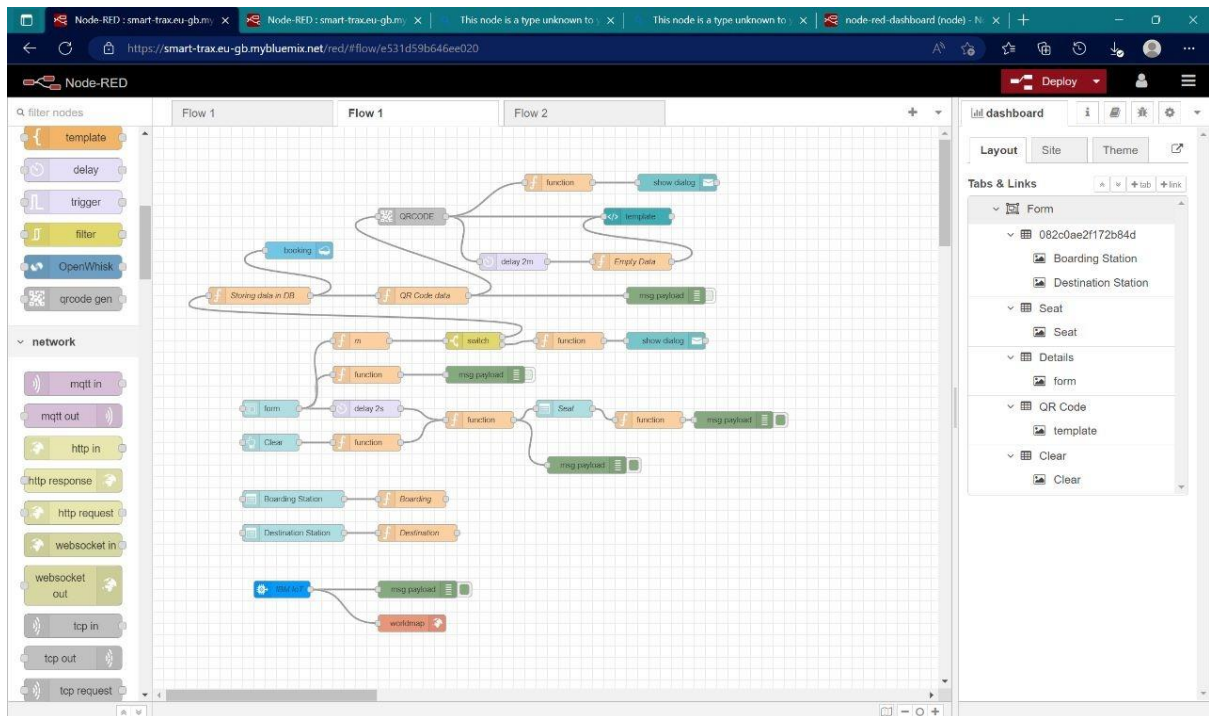 Node-RED : smart-trax.eu-gb.my
Node-RED : smart-trax.eu-gb.my
This node is a type unknown to y
This node is a type unknown to y
node-red-dashboard (node) - N
https://smart-trax.eu-gb.mybluemix.net/red/#flow/e531d59b646ee020
Node-RED
Deploy
filter nodes
Flow 1
Flow 1
Flow 2
dashboard
template
delay
trigger
filter
OpenWhisk
qrcode gen
network
mqtt in
mqtt out
http in
http response
http request
websocket in
websocket
out
tcp in
tcp out
tcp request
function
show dialog
QRCODE
template
booking
delay 2m
Empty Data
Storing data in DB
QR Code data
msg.payload
switch
function
show dialog
function
msg.payload
form
delay 2s
function
Seat
function
msg.payload
Clear
function
msg.payload
Boarding Station
Boarding
Destination Station
Destination
IBM IoT
msg.payload
worldmap
Layout
Site
Theme
Tabs & Links
+tab
+link
Form
082c0ae2f172b84d
Boarding Station
Destination Station
Seat
Seat
Details
form
QR Code
template
Clear
Clear